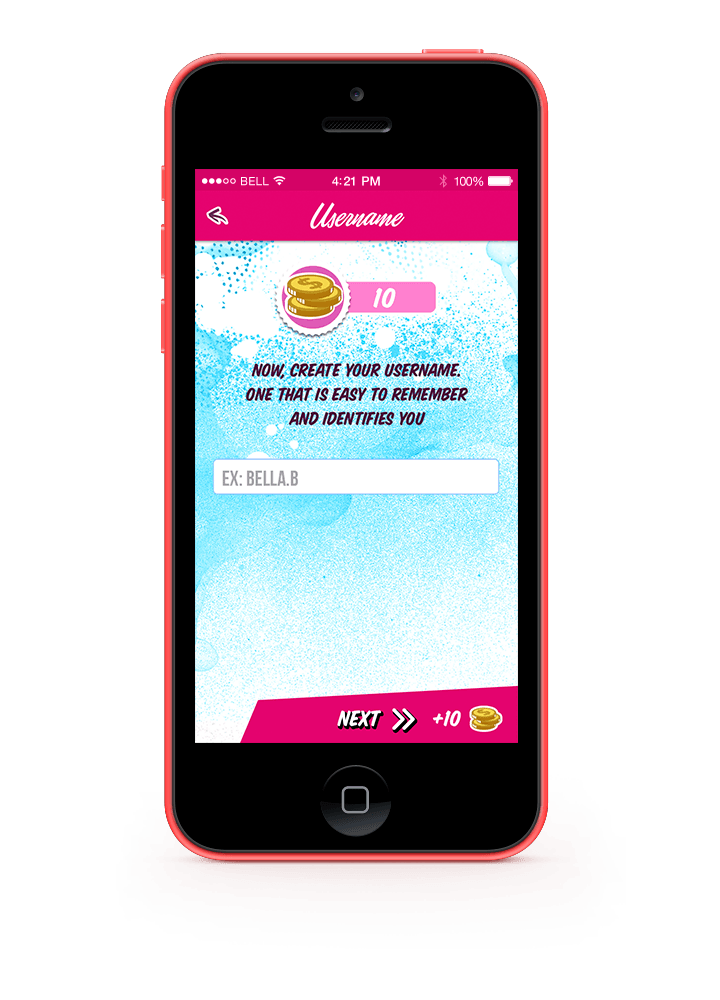 BELL 4:21 PM 100%
Username
10
NOW, CREATE YOUR USERNAME.
ONE THAT IS EASY TO REMEMBER
AND IDENTIFIES YOU
EX: BELLA.B
NEXT +10